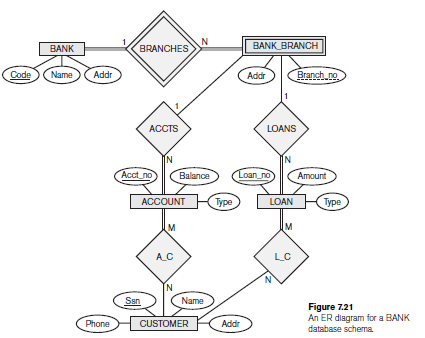 1 N
BANK BRANCHES BANK_BRANCH
Code Name Addr Addr Branch_no
1 1
ACCTS LOANS
N N
Acct_no Balance Loan_no Amount
ACCOUNT Type LOAN Type
M M
A_C L_C
N N
Ssn Name
Phone CUSTOMER Addr
Figure 7.21
An ER diagram for a BANK
database schema.